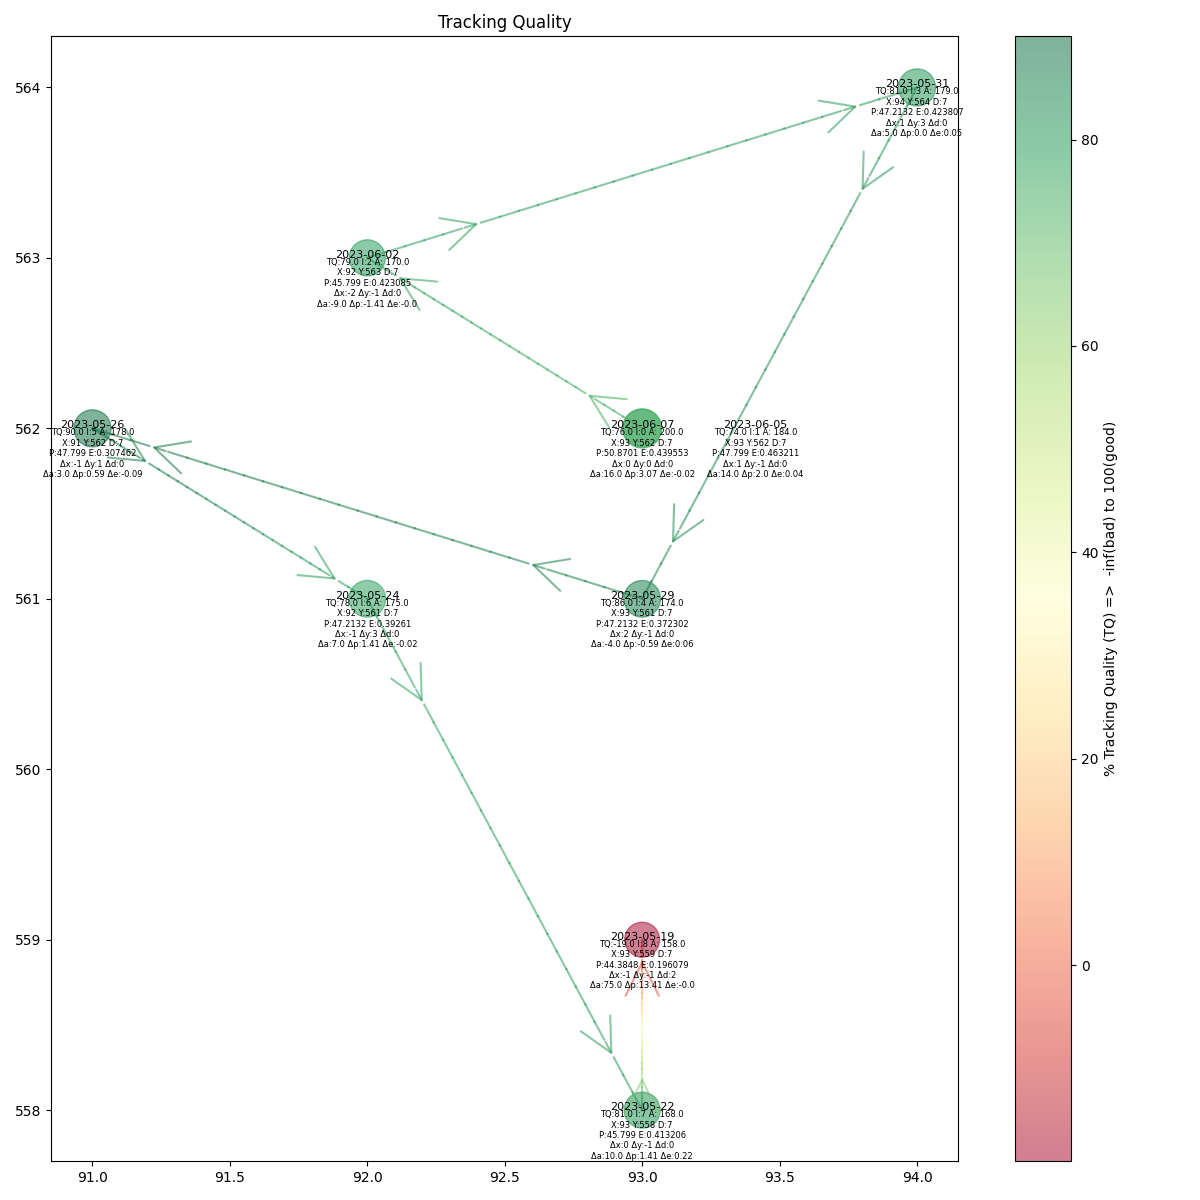 Tracking Quality
564
563
562
561
560
559
558
91.0
91.5
92.0
92.5
93.0
93.5
94.0
2023-05-31
TQ:81.0 I:3 A: 179.0
X:94 Y:564 D:7
P:47.2132 E:0.423807
Δx:1 Δy:3 Δd:0
Δa:5.0 Δp:0.0 Δe:0.05
2023-06-02
TQ:79.0 I:2 A: 170.0
X:92 Y:563 D:7
P:45.799 E:0.423085
Δx:-2 Δy:-1 Δd:0
Δa:-9.0 Δp:-1.41 Δe:-0.0
2023-05-26
TQ:90.0 I:5 A: 178.0
X:91 Y:562 D:7
P:47.799 E:0.307462
Δx:-1 Δy:1 Δd:0
Δa:3.0 Δp:0.59 Δe:-0.09
2023-06-07
TQ:76.0 I:0 A: 200.0
X:93 Y:562 D:7
P:50.8701 E:0.439553
Δx:0 Δy:0 Δd:0
Δa:16.0 Δp:3.07 Δe:-0.02
2023-06-05
TQ:74.0 I:1 A: 184.0
X:93 Y:562 D:7
P:47.799 E:0.463211
Δx:1 Δy:-1 Δd:0
Δa:14.0 Δp:2.0 Δe:0.04
2023-05-24
TQ:78.0 I:6 A: 175.0
X:92 Y:561 D:7
P:47.2132 E:0.39261
Δx:-1 Δy:3 Δd:0
Δa:7.0 Δp:1.41 Δe:-0.02
2023-05-29
TQ:86.0 I:4 A: 174.0
X:93 Y:561 D:7
P:47.2132 E:0.372302
Δx:2 Δy:-1 Δd:0
Δa:-4.0 Δp:-0.59 Δe:0.06
2023-05-19
TQ:-19.0 I:8 A: 158.0
X:93 Y:559 D:7
P:44.3848 E:0.196079
Δx:-1 Δy:-1 Δd:2
Δa:75.0 Δp:13.41 Δe:-0.0
2023-05-22
TQ:81.0 I:7 A: 168.0
X:93 Y:558 D:7
P:45.799 E:0.413206
Δx:0 Δy:-1 Δd:0
Δa:10.0 Δp:1.41 Δe:0.22
80
60
40
20
0
% Tracking Quality (TQ) =>  -inf(bad) to 100(good)